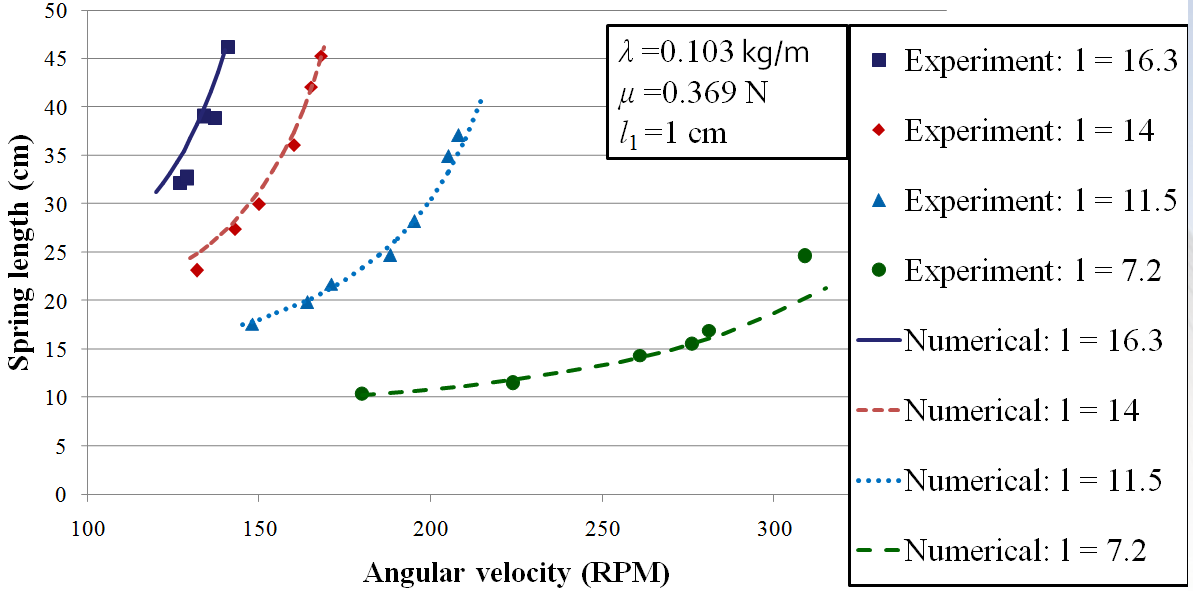 50
45
40
35
30
25
20
15
10
5
0
100 150 200 250 300
Spring length (cm)
Angular velocity (RPM)
λ =0.103 kg/m
μ =0.369 N
l₁=1 cm
Experiment: l = 16.3
Experiment: l = 14
Experiment: l = 11.5
Experiment: l = 7.2
Numerical: l = 16.3
Numerical: l = 14
Numerical: l = 11.5
Numerical: l = 7.2